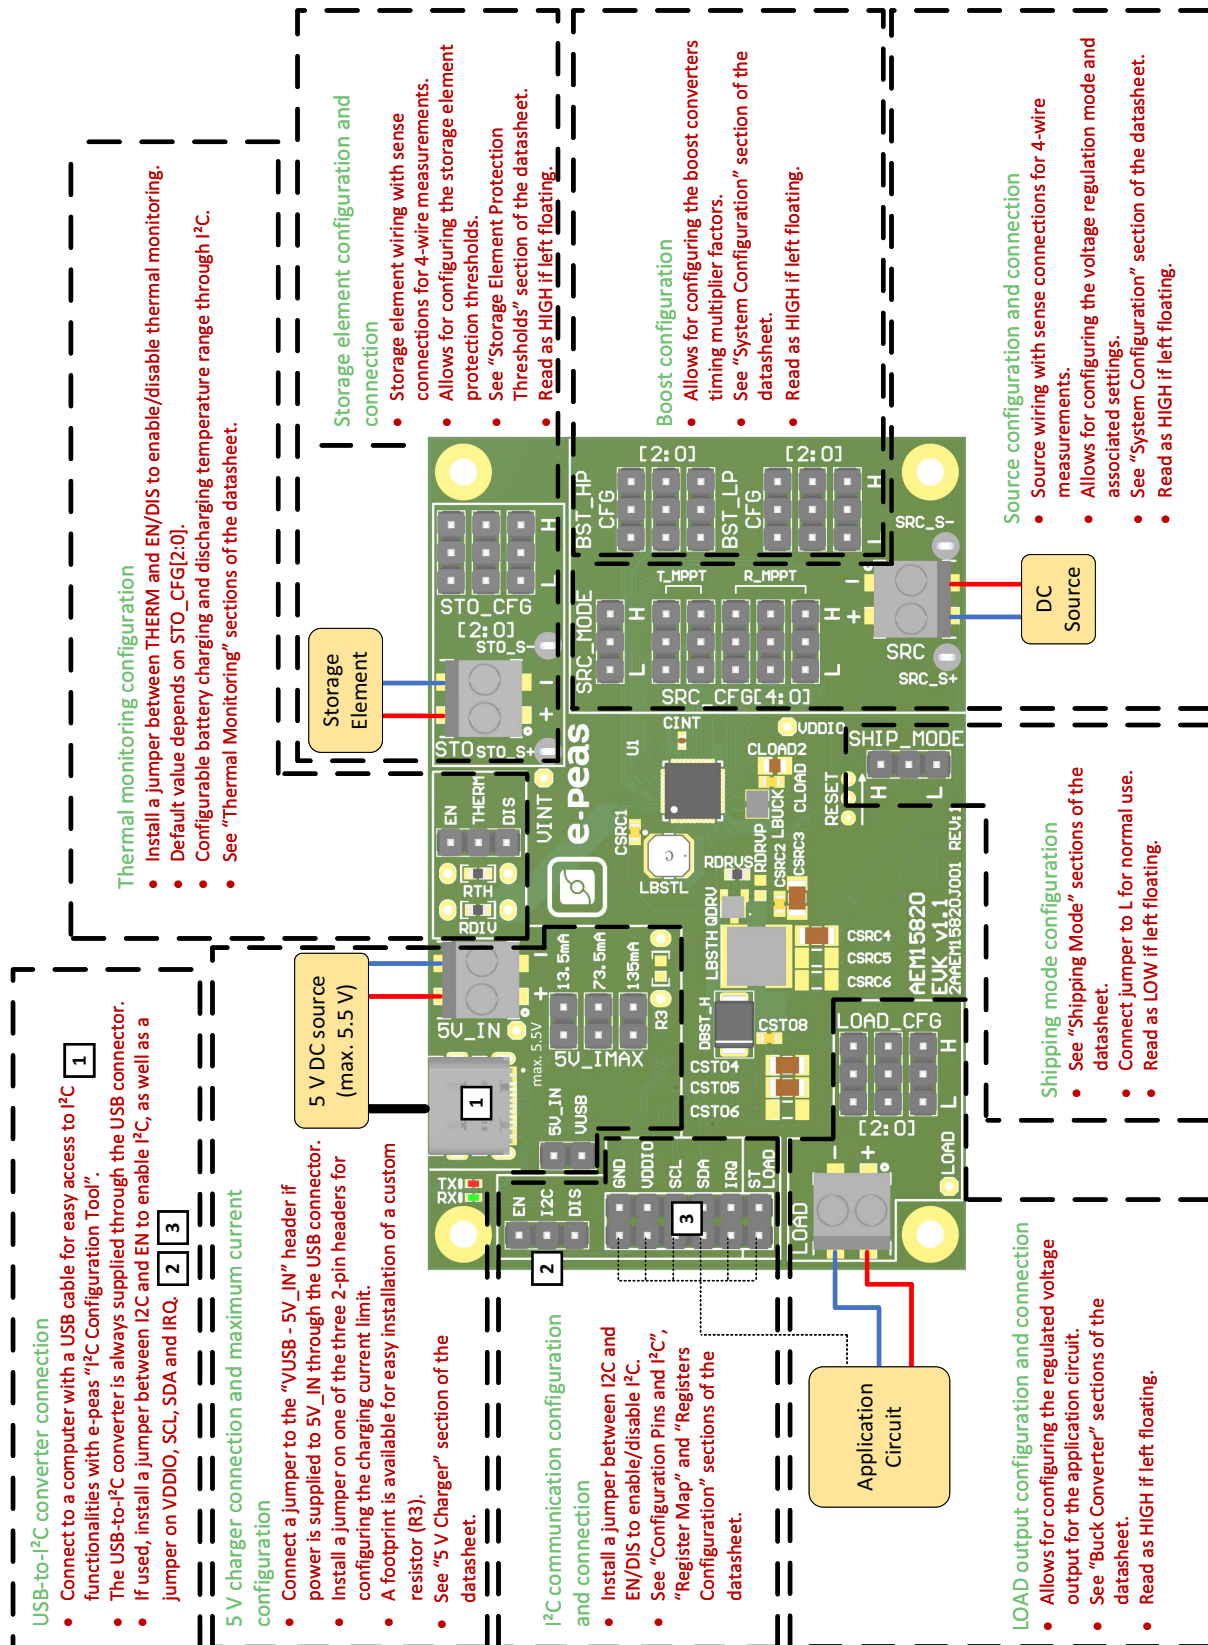 USB-to-I²C converter connection
• Connect to a computer with a USB cable for easy access to I²C
functionalities with e-peas “I²C Configuration Tool”. 1
• The USB-to-I²C converter is always supplied through the USB connector.
• If used, install a jumper between I2C and EN to enable I²C, as well as a
jumper on VDDIO, SCL, SDA and IRQ. 2 3
5 V charger connection and maximum current
configuration
• Connect a jumper to the “VUSB - 5V_IN” header if
power is supplied to 5V_IN through the USB connector.
• Install a jumper on one of the three 2-pin headers for
configuring the charging current limit.
• A footprint is available for easy installation of a custom
resistor (R3).
• See “5 V Charger” section of the
datasheet.
I²C communication configuration
and connection
• Install a jumper between I2C and
EN/DIS to enable/disable I²C.
• See “Configuration Pins and I²C”,
“Register Map” and “Registers
Configuration” sections of the
datasheet.
LOAD output configuration and connection
• Allows for configuring the regulated voltage
output for the application circuit.
• See “Buck Converter” sections of the
datasheet.
• Read as HIGH if left floating.
Application
Circuit
5 V DC source
(max. 5.5 V)
Thermal monitoring configuration
• Install a jumper between THERM and EN/DIS to enable/disable thermal monitoring.
• Default value depends on STO_CFG[2:0].
• Configurable battery charging and discharging temperature range through I²C.
• See “Thermal Monitoring” sections of the datasheet.
Storage
Element
Storage element configuration and
connection
• Storage element wiring with sense
connections for 4-wire measurements.
• Allows for configuring the storage element
protection thresholds.
• See “Storage Element Protection
Thresholds” section of the datasheet.
• Read as HIGH if left floating.
Boost configuration
• Allows for configuring the boost converters
timing multiplier factors.
• See “System Configuration” section of the
datasheet.
• Read as HIGH if left floating.
Source configuration and connection
• Source wiring with sense connections for 4-wire
measurements.
• Allows for configuring the voltage regulation mode and
associated settings.
• See “System Configuration” section of the datasheet.
• Read as HIGH if left floating.
DC
Source
Shipping mode configuration
• See “Shipping Mode” sections of the
datasheet.
• Connect jumper to L for normal use.
• Read as LOW if left floating.
TX
RX
1
5V_IN
max. 5.5V
- +
5V_IN
VUSB
5V_IMAX
13.5mA
73.5mA
135mA
R3
EN
I2C
DIS
2
GND
VDDIO
SCL
SDA
IRQ
ST
LOAD
3
LOAD
- +
[2:0]
LOAD_CFG
L H
LOAD
RDIV
RTH
EN
THERM
DIS
VINT
e-peas
STO
STO_S+
STO_S-
+ -
STO_CFG
[2:0]
L H
BST_HP
CFG
[2:0]
BST_LP
CFG
[2:0]
L H
SRC_MODE
L H
T_MPPT
R_MPPT
SRC_CFG[4:0]
L H
SRC
+ -
SRC_S+
SRC_S-
U1
CINT
CSRC1
LBSTL
CLOAD2
CLOAD
LBUCK
VDDIO
RESET
SHIP_MODE
H L
RDRVS
RDRVP
QDRV
CSRC2
CSRC3
LBSTH
CSRC4
CSRC5
CSRC6
DBST_H
CSTO8
CSTO4
CSTO5
CSTO6
AEM15820
EVK V1.1
2AAEM15820J001